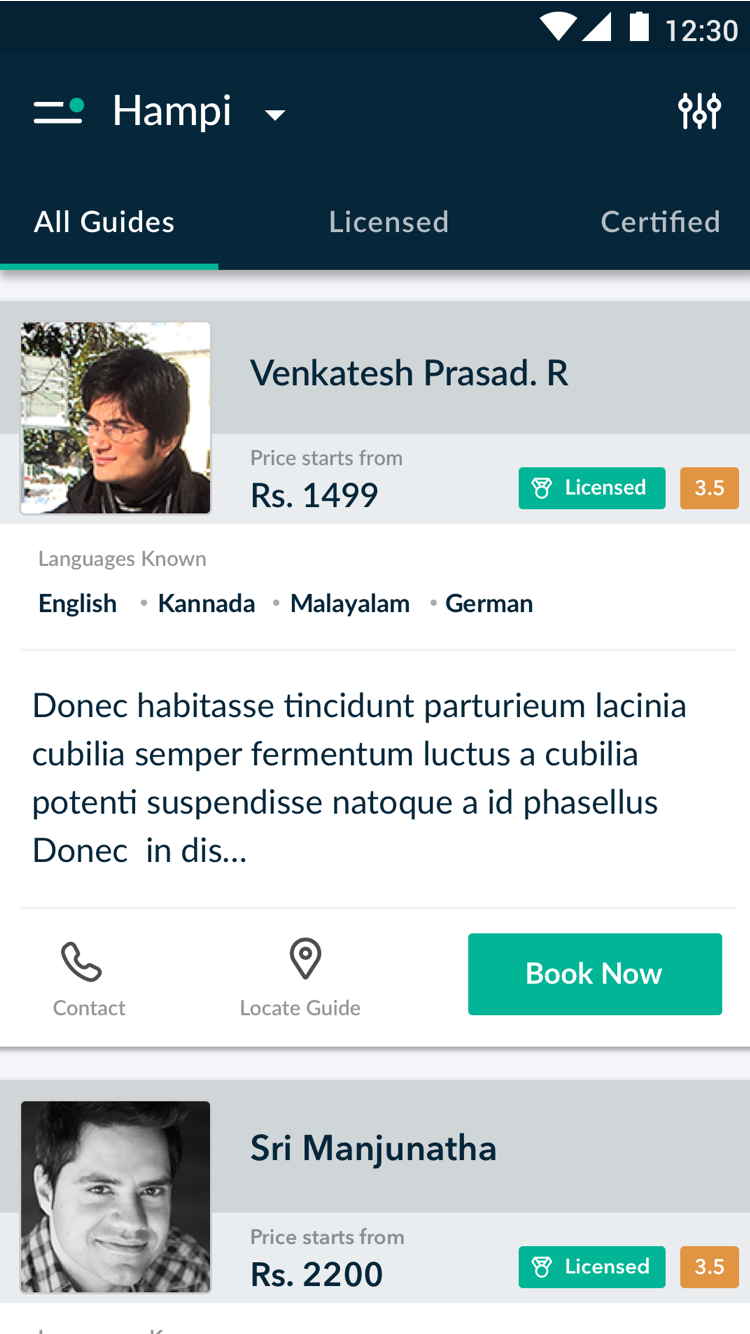 12:30
Hampi
All Guides Licensed Certified
Venkatesh Prasad. R
Price starts from
Rs. 1499
Licensed 3.5
Languages Known
English • Kannada • Malayalam • German
Donec habitasse tincidunt parturieum lacinia
cubilia semper fermentum luctus a cubilia
potenti suspendisse natoque a id phasellus
Donec  in dis...
Contact Locate Guide Book Now
Sri Manjunatha
Price starts from
Rs. 2200
Licensed 3.5